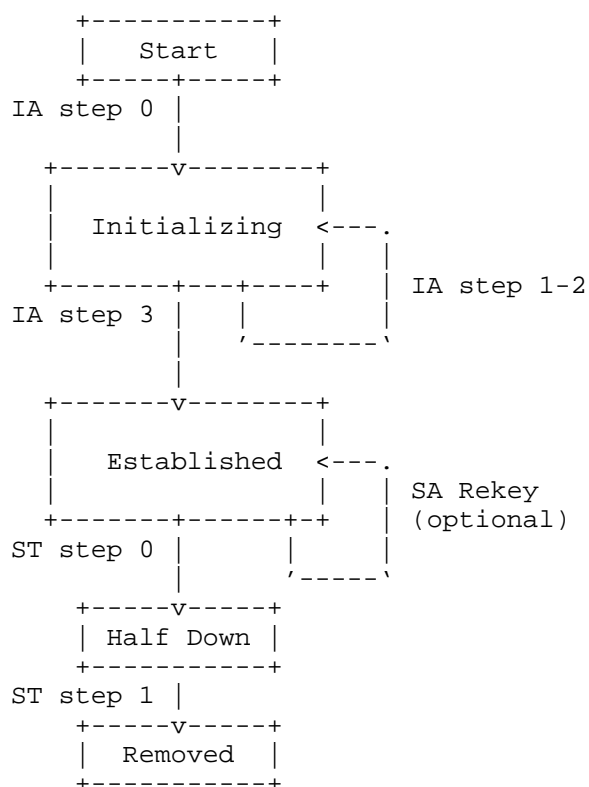 Start
IA step 0
Initializing
IA step 1-2
IA step 3
Established
SA Rekey
(optional)
ST step 0
Half Down
ST step 1
Removed